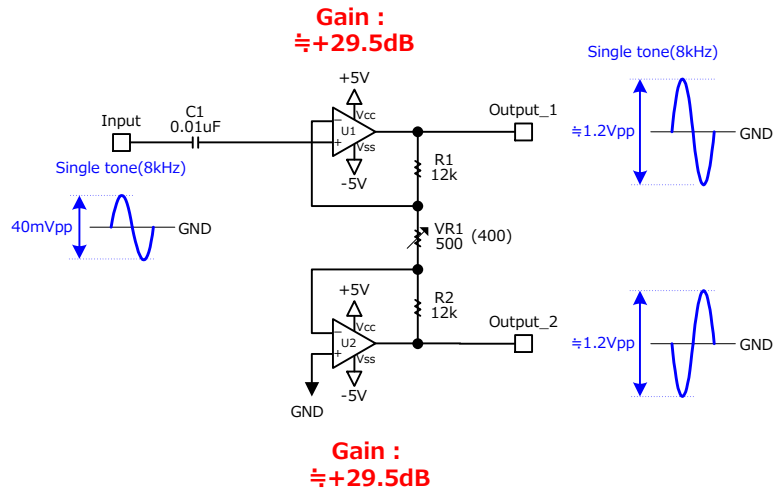 Gain :
≒+29.5dB
Single tone(8kHz)
+5V
C1
0.01uF
Input
Vcc
Output_1
−
U1
+
Vss
≒1.2Vpp
GND
Single tone(8kHz)
-5V
R1
12k
40mVpp
GND
VR1
500 (400)
+5V
R2
12k
Vcc
Output_2
−
U2
+
Vss
≒1.2Vpp
GND
-5V
GND
Gain :
≒+29.5dB